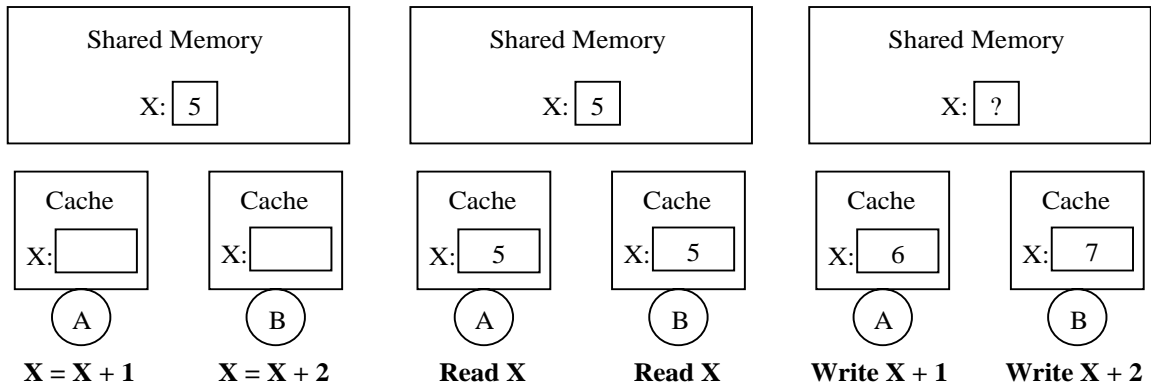 Shared Memory
X: 5
Cache
X:
A
X = X + 1
Cache
X:
B
X = X + 2
Shared Memory
X: 5
Cache
X: 5
A
Read X
Cache
X: 5
B
Read X
Shared Memory
X: ?
Cache
X: 6
A
Write X + 1
Cache
X: 7
B
Write X + 2